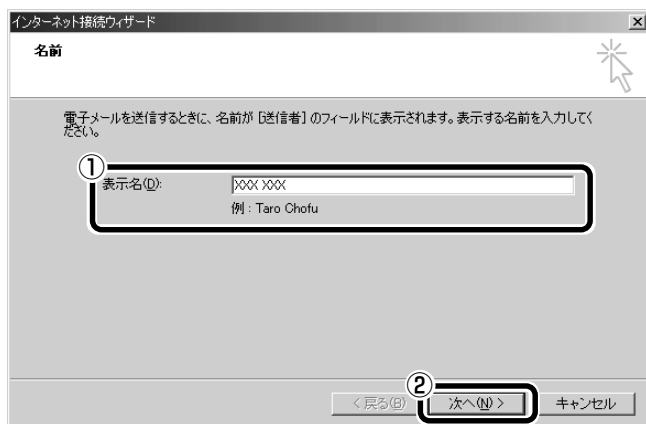 インターネット接続ウィザード
名前
電子メールを送信するときに、名前が [送信者] のフィールドに表示されます。表示する名前を入力してく
ださい。
①
表示名(D): XXX XXX
例 : Taro Chofu
②
< 戻る(B) 次へ(N) > キャンセル